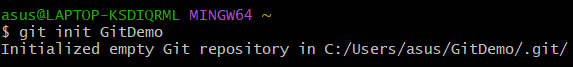 asus@LAPTOP-KSDIQRML MINGW64 ~
$ git init GitDemo
Initialized empty Git repository in C:/Users/asus/GitDemo/.git/